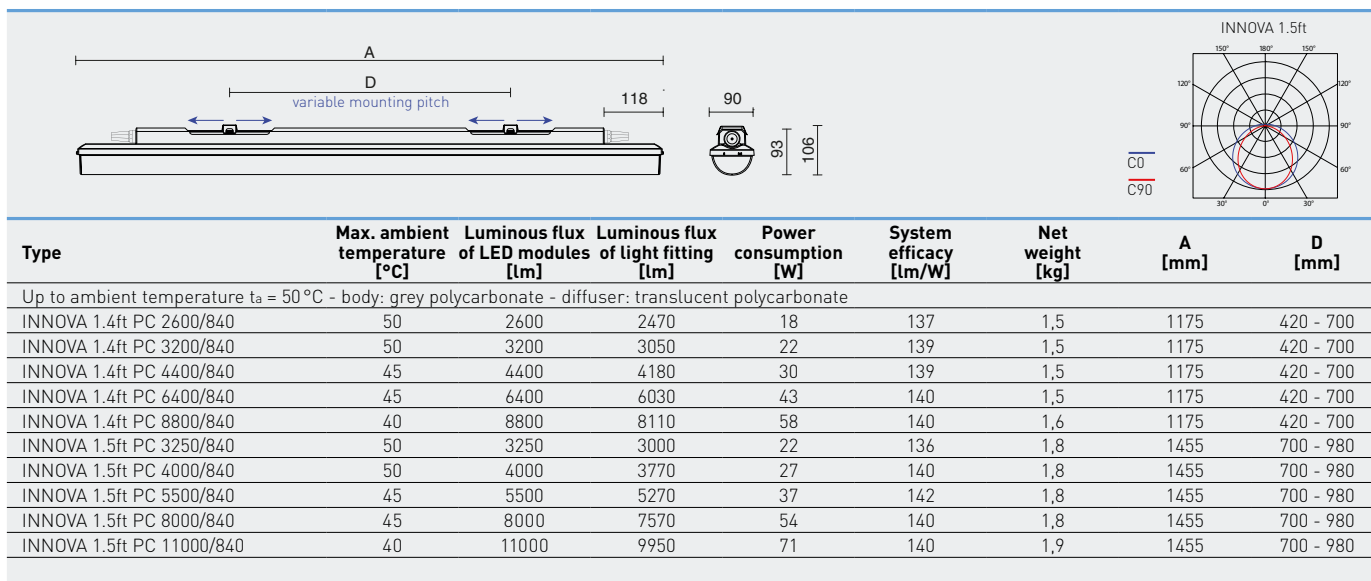 INNOVA 1.5ft
A
D
variable mounting pitch
118
90
93
106
150° 180° 150°
120° 120°
90° 90°
60° 60°
30° 0° 30°
C0
C90
Type Max. ambient temperature [°C] Luminous flux of LED modules [lm] Luminous flux of light fitting [lm] Power consumption [W] System efficacy [lm/W] Net weight [kg] A [mm] D [mm]
Up to ambient temperature ta = 50 °C - body: grey polycarbonate - diffuser: translucent polycarbonate
INNOVA 1.4ft PC 2600/840 50 2600 2470 18 137 1,5 1175 420 - 700
INNOVA 1.4ft PC 3200/840 50 3200 3050 22 139 1,5 1175 420 - 700
INNOVA 1.4ft PC 4400/840 45 4400 4180 30 139 1,5 1175 420 - 700
INNOVA 1.4ft PC 6400/840 45 6400 6030 43 140 1,5 1175 420 - 700
INNOVA 1.4ft PC 8800/840 40 8800 8110 58 140 1,6 1175 420 - 700
INNOVA 1.5ft PC 3250/840 50 3250 3000 22 136 1,8 1455 700 - 980
INNOVA 1.5ft PC 4000/840 50 4000 3770 27 140 1,8 1455 700 - 980
INNOVA 1.5ft PC 5500/840 45 5500 5270 37 142 1,8 1455 700 - 980
INNOVA 1.5ft PC 8000/840 45 8000 7570 54 140 1,8 1455 700 - 980
INNOVA 1.5ft PC 11000/840 40 11000 9950 71 140 1,9 1455 700 - 980